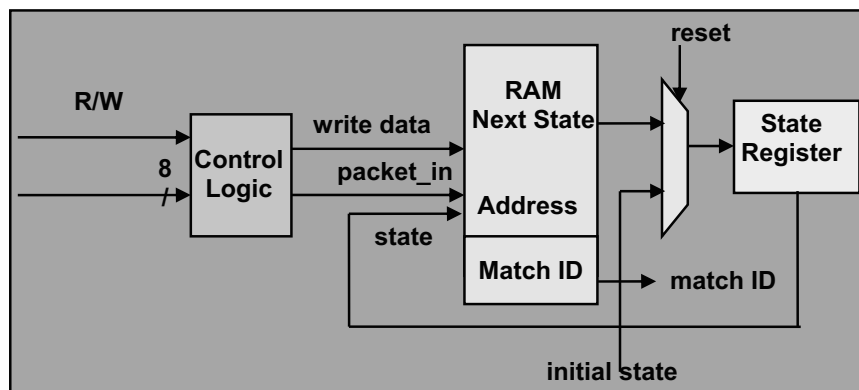 reset
R/W
RAM
Next State
State
Register
write data
8
Control
Logic
packet_in
Address
state
Match ID
match ID
initial state